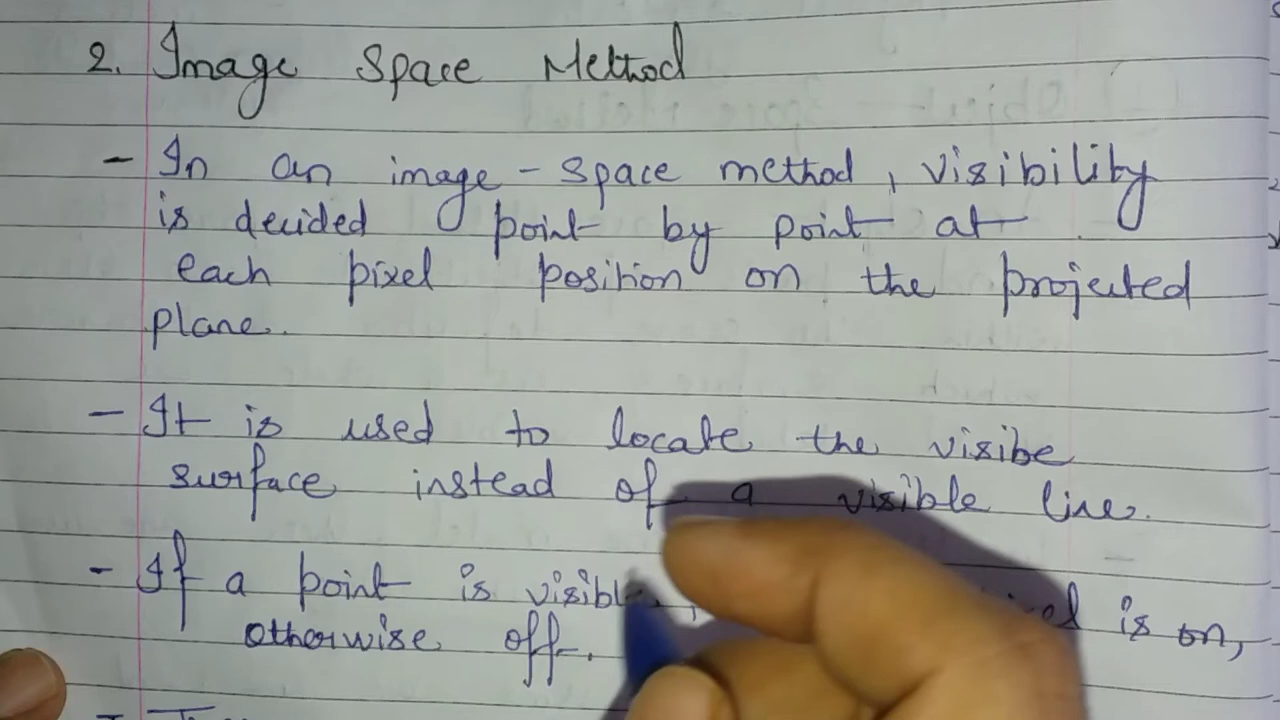 2. Image Space Method
- In an image-space method, visibility
is decided point by point at
each pixel position on the projected
plane.
- It is used to locate the visibe
surface instead of a visible line.
- If a point is visible, is on,
otherwise off.